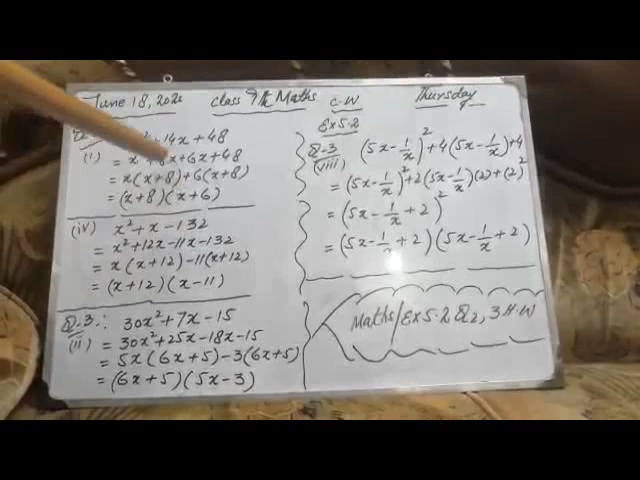 June 18, 2020 class 9th Maths C.W Thursday
Ex 5.2
+14x+48
(i) = x²+8x+6x+48
= x(x+8)+6(x+8)
= (x+8)(x+6)
(iv) x²+x-132
= x²+12x-11x-132
= x(x+12)-11(x+12)
= (x+12)(x-11)
Q-3: 30x²+7x-15
(ii) = 30x²+25x-18x-15
= 5x(6x+5)-3(6x+5)
= (6x+5)(5x-3)
Q-3 (viii) (5x-1/x)²+4(5x-1/x)+4
= (5x-1/x)²+2(5x-1/x)(2)+(2)²
= (5x-1/x+2)²
= (5x-1/x+2)(5x-1/x+2)
Maths/Ex 5.2 Q2, 3 H.W